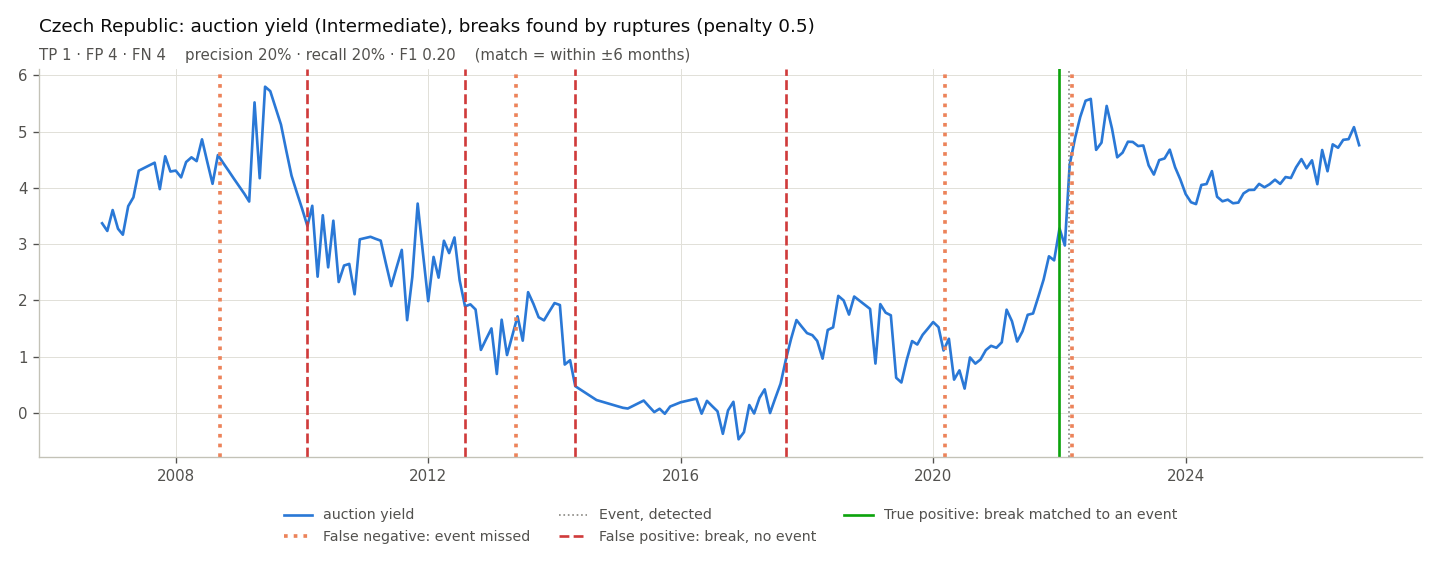 Czech Republic: auction yield (Intermediate), breaks found by ruptures (penalty 0.5)
TP 1 · FP 4 · FN 4    precision 20% · recall 20% · F1 0.20    (match = within ±6 months)
6
5
4
3
2
1
0
2008 2012 2016 2020 2024
auction yield
False negative: event missed
Event, detected
False positive: break, no event
True positive: break matched to an event